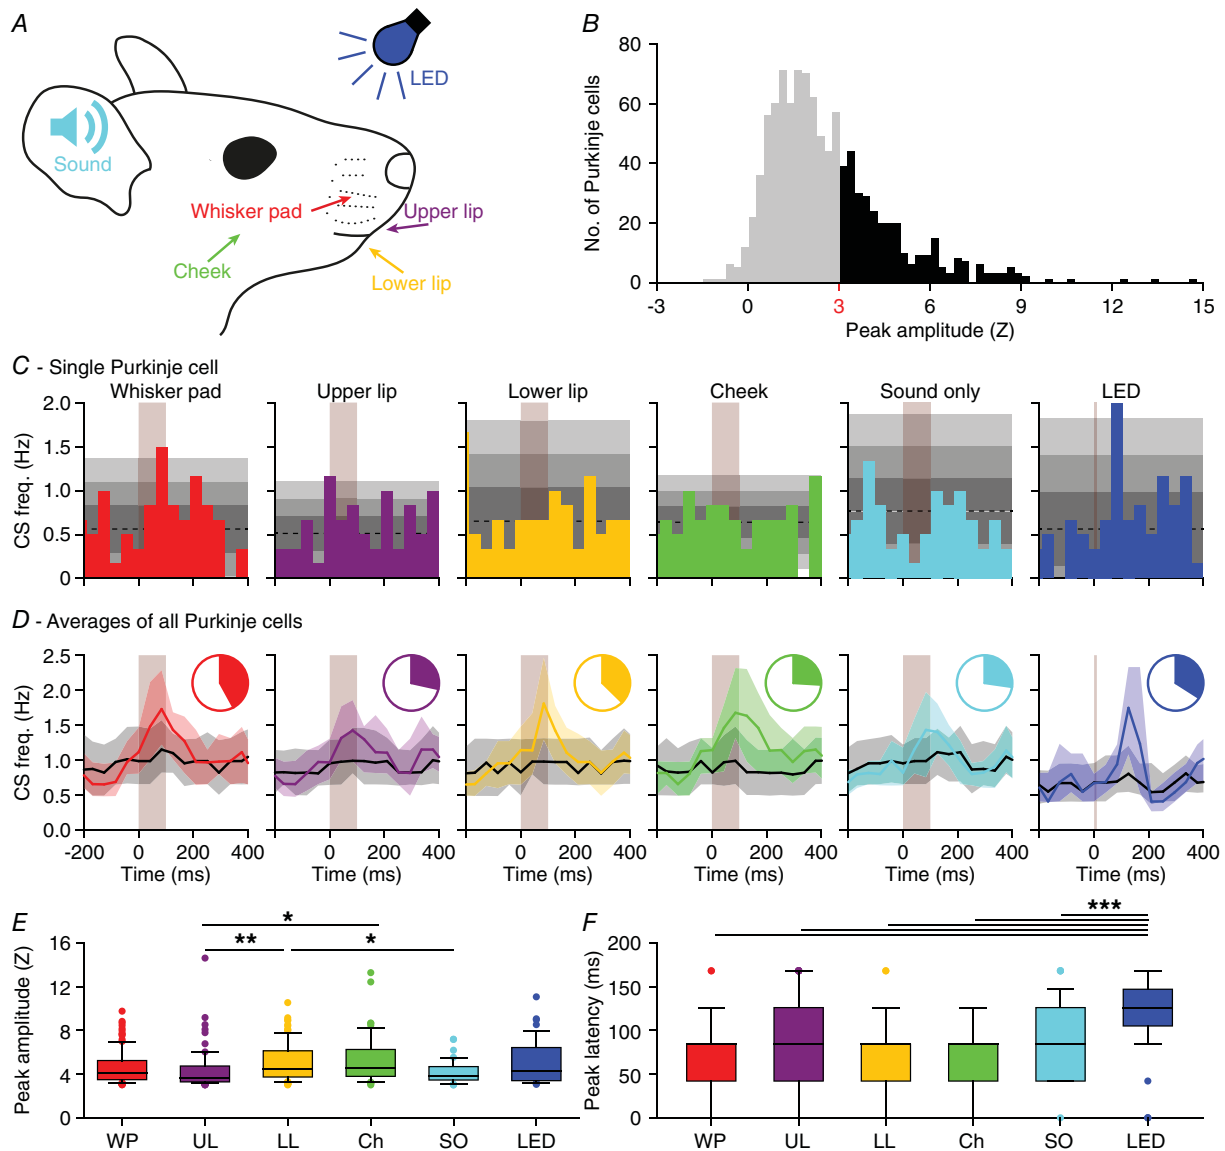 A
LED
Sound
Whisker pad
Upper lip
Cheek
Lower lip
B
No. of Purkinje cells
80
60
40
20
0
-3 0 3 6 9 12 15
Peak amplitude (Z)
C - Single Purkinje cell
Whisker pad Upper lip Lower lip Cheek Sound only LED
CS freq. (Hz)
2.0
1.5
1.0
0.5
0
D - Averages of all Purkinje cells
CS freq. (Hz)
2.5
2.0
1.5
1.0
0.5
0.0
-200 0 200 400 0 200 400 0 200 400 0 200 400 0 200 400 0 200 400
Time (ms) Time (ms) Time (ms) Time (ms) Time (ms) Time (ms)
E
Peak amplitude (Z)
16
12
8
4
0
*
** *
WP UL LL Ch SO LED
F
Peak latency (ms)
200
150
100
50
0
***
WP UL LL Ch SO LED